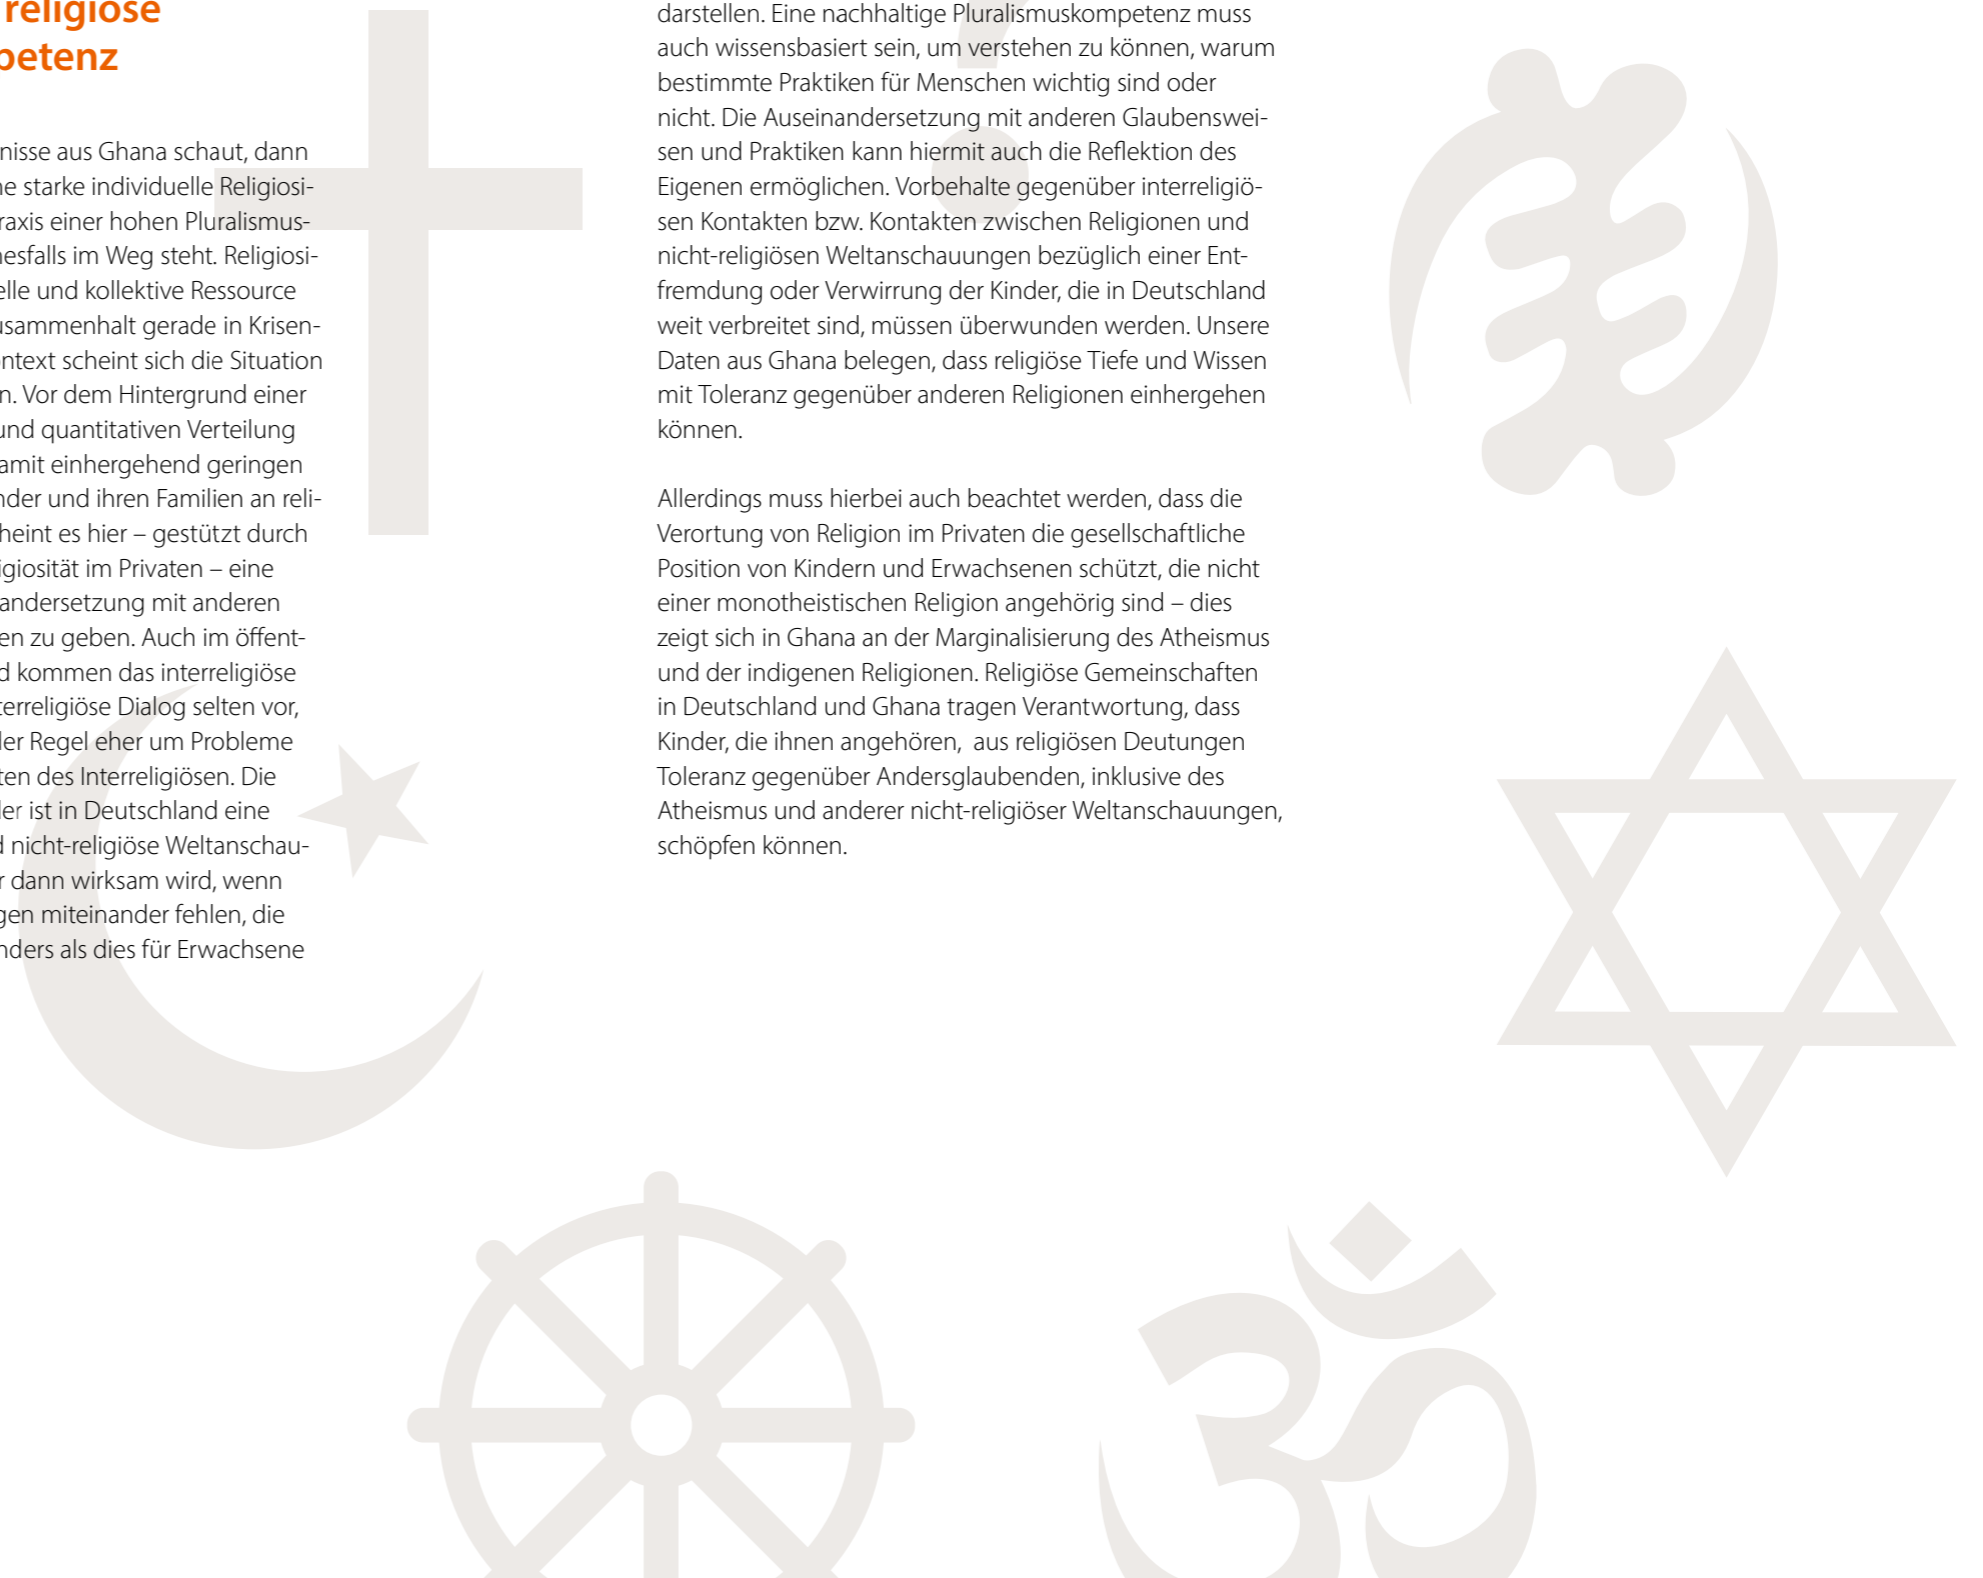 religiöse
petenz
nisse aus Ghana schaut, dann
ne starke individuelle Religiosi-
raxis einer hohen Pluralismus-
nesfalls im Weg steht. Religiosi-
elle und kollektive Ressource
usammenhalt gerade in Krisen-
ontext scheint sich die Situation
n. Vor dem Hintergrund einer
und quantitativen Verteilung
amit einhergehend geringen
nder und ihren Familien an reli-
cheint es hier – gestützt durch
igiosität im Privaten – eine
andersetzung mit anderen
en zu geben. Auch im öffent-
d kommen das interreligiöse
terreligiöse Dialog selten vor,
der Regel eher um Probleme
ten des Interreligiösen. Die
der ist in Deutschland eine
d nicht-religiöse Weltanschau-
r dann wirksam wird, wenn
gen miteinander fehlen, die
nders als dies für Erwachsene
darstellen. Eine nachhaltige Pluralismuskompetenz muss
auch wissensbasiert sein, um verstehen zu können, warum
bestimmte Praktiken für Menschen wichtig sind oder
nicht. Die Auseinandersetzung mit anderen Glaubenswei-
sen und Praktiken kann hiermit auch die Reflektion des
Eigenen ermöglichen. Vorbehalte gegenüber interreligiö-
sen Kontakten bzw. Kontakten zwischen Religionen und
nicht-religiösen Weltanschauungen bezüglich einer Ent-
fremdung oder Verwirrung der Kinder, die in Deutschland
weit verbreitet sind, müssen überwunden werden. Unsere
Daten aus Ghana belegen, dass religiöse Tiefe und Wissen
mit Toleranz gegenüber anderen Religionen einhergehen
können.
Allerdings muss hierbei auch beachtet werden, dass die
Verortung von Religion im Privaten die gesellschaftliche
Position von Kindern und Erwachsenen schützt, die nicht
einer monotheistischen Religion angehörig sind – dies
zeigt sich in Ghana an der Marginalisierung des Atheismus
und der indigenen Religionen. Religiöse Gemeinschaften
in Deutschland und Ghana tragen Verantwortung, dass
Kinder, die ihnen angehören,  aus religiösen Deutungen
Toleranz gegenüber Andersglaubenden, inklusive des
Atheismus und anderer nicht-religiöser Weltanschauungen,
schöpfen können.